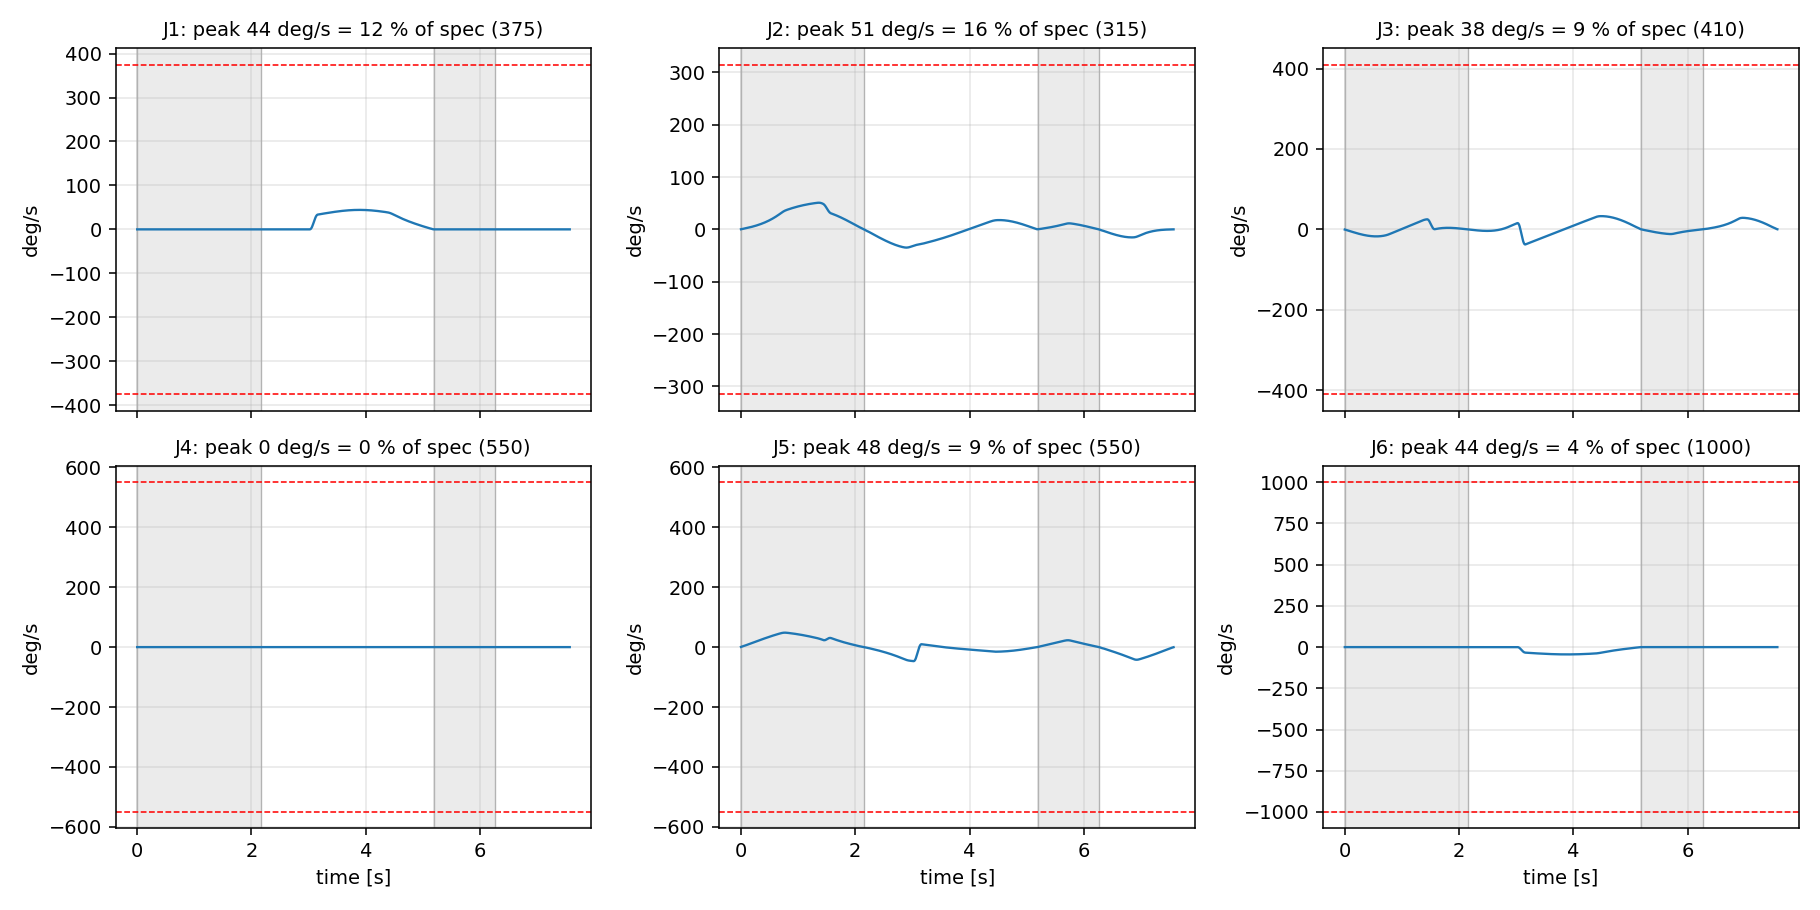 J1: peak 44 deg/s = 12 % of spec (375)
J2: peak 51 deg/s = 16 % of spec (315)
J3: peak 38 deg/s = 9 % of spec (410)
400
300
200
100
0
−100
−200
−300
−400
deg/s
300
200
100
0
−100
−200
−300
deg/s
400
200
0
−200
−400
deg/s
J4: peak 0 deg/s = 0 % of spec (550)
J5: peak 48 deg/s = 9 % of spec (550)
J6: peak 44 deg/s = 4 % of spec (1000)
600
400
200
0
−200
−400
−600
deg/s
0 2 4 6
time [s]
600
400
200
0
−200
−400
−600
deg/s
0 2 4 6
time [s]
1000
750
500
250
0
−250
−500
−750
−1000
deg/s
0 2 4 6
time [s]